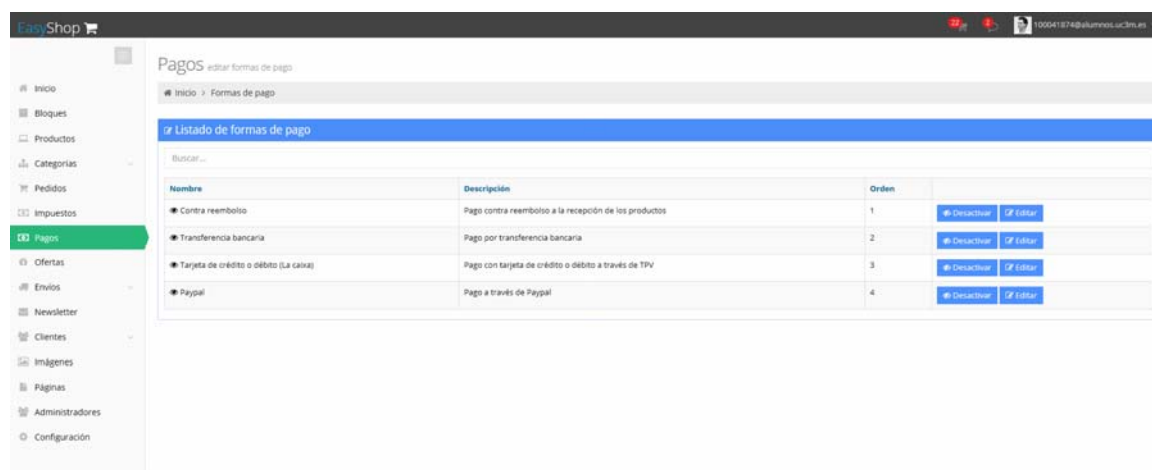 EasyShop
100041874@alumnos.uc3m.es
Pagos editar formas de pago
Inicio > Formas de pago
Inicio
Bloques
Productos
Categorias
Pedidos
Impuestos
Pagos
Ofertas
Envíos
Newsletter
Clientes
Imágenes
Páginas
Administradores
Configuración
Listado de formas de pago
Buscar...
Nombre Descripción Orden
Contra reembolso Pago contra reembolso a la recepción de los productos 1 Desactivar Editar
Transferencia bancaria Pago por transferencia bancaria 2 Desactivar Editar
Tarjeta de crédito o débito (La caixa) Pago con tarjeta de crédito o débito a través de TPV 3 Desactivar Editar
Paypal Pago a través de Paypal 4 Desactivar Editar